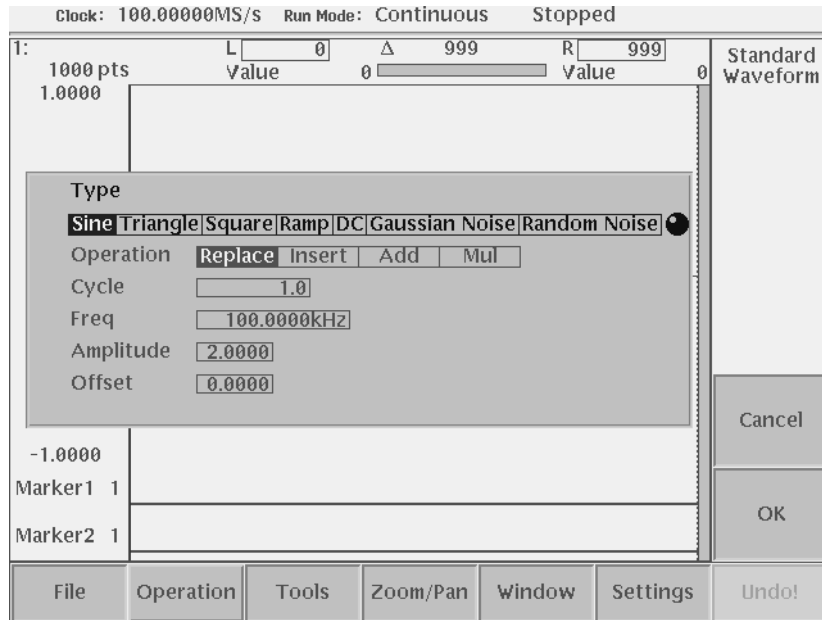 Clock: 100.00000MS/s Run Mode: Continuous Stopped
1: L 0 Δ 999 R 999
1000 pts Value 0 Value 0
1.0000
Standard
Waveform
Type
Sine Triangle Square Ramp DC Gaussian Noise Random Noise
Operation Replace Insert Add Mul
Cycle 1.0
Freq 100.0000kHz
Amplitude 2.0000
Offset 0.0000
Cancel
-1.0000
Marker1 1
OK
Marker2 1
File Operation Tools Zoom/Pan Window Settings Undo!